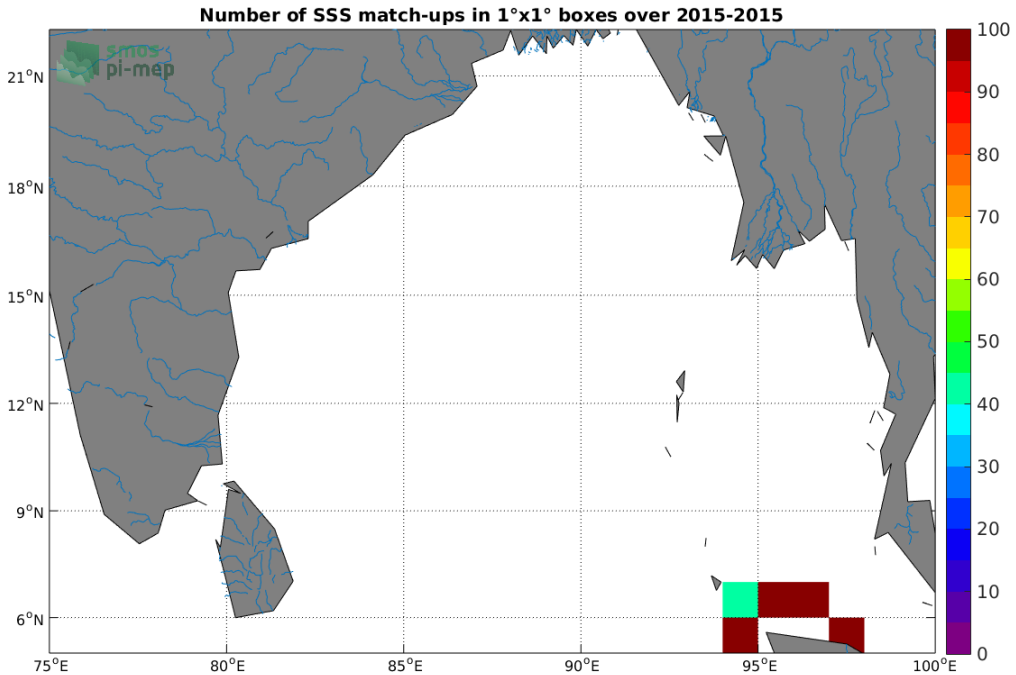 Number of SSS match-ups in 1°x1° boxes over 2015-2015
smos
pi-mep
21°N
18°N
15°N
12°N
9°N
6°N
75°E
80°E
85°E
90°E
95°E
100°E
100
90
80
70
60
50
40
30
20
10
0